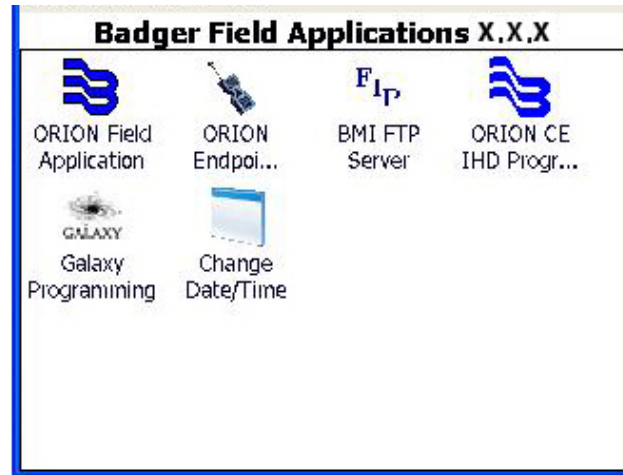 Badger Field Applications X.X.X
ORION Field
Application
ORION
Endpoi...
BMI FTP
Server
ORION CE
IHD Progr...
FTP
GALAXY
Galaxy
Programming
Change
Date/Time